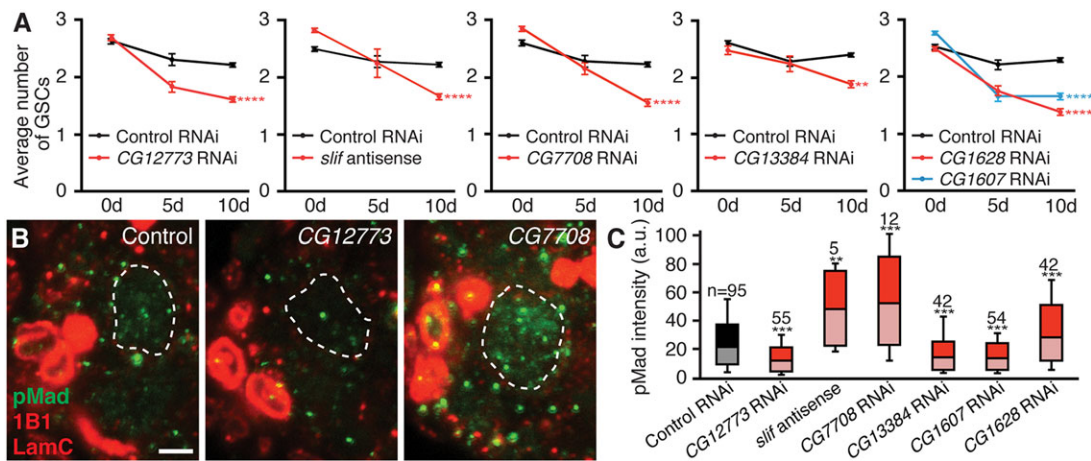 A
Average number
of GSCs
3
2
1
0
Control RNAi
CG12773 RNAi
****
0d 5d 10d
3
2
1
0
Control RNAi
slif antisense
****
0d 5d 10d
3
2
1
0
Control RNAi
CG7708 RNAi
****
0d 5d 10d
3
2
1
0
Control RNAi
CG13384 RNAi
**
0d 5d 10d
3
2
1
0
Control RNAi
CG1628 RNAi
CG1607 RNAi
****
****
0d 5d 10d
B
Control
CG12773
CG7708
pMad
1B1
LamC
C
pMad intensity (a.u.)
100
80
60
40
20
0
n=95
55
***
5
**
12
***
42
***
54
***
42
***
Control RNAi
CG12773 RNAi
slif antisense
CG7708 RNAi
CG13384 RNAi
CG1607 RNAi
CG1628 RNAi